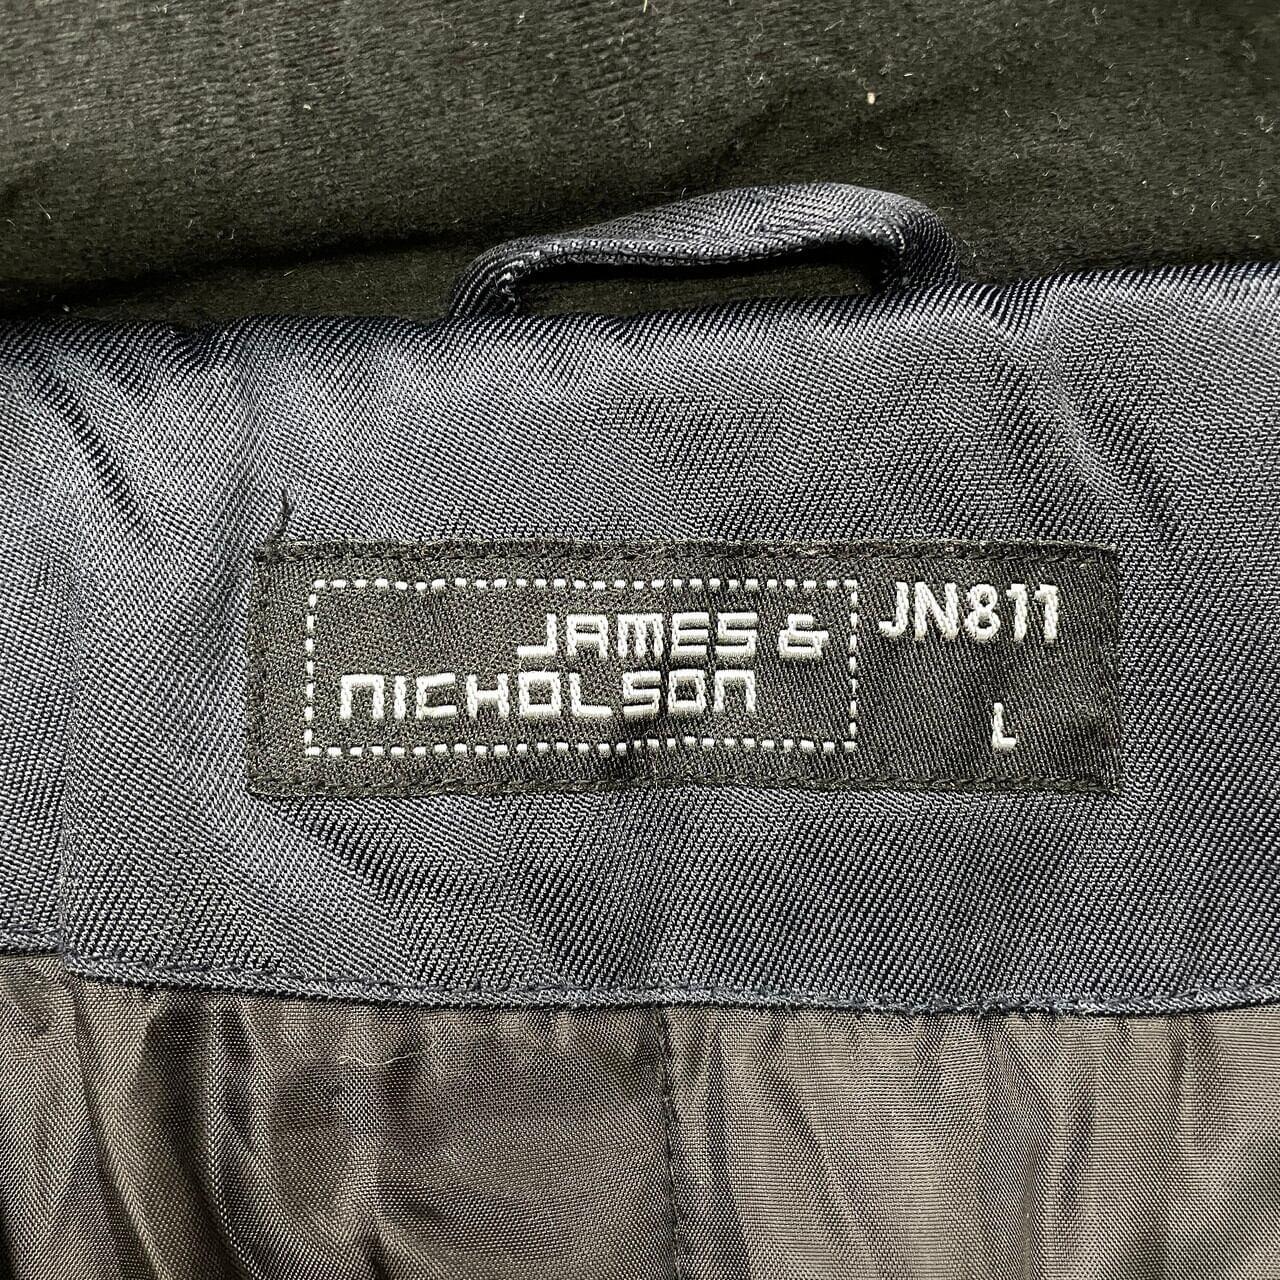 JAMES &
NICHOLSON
JN811
L